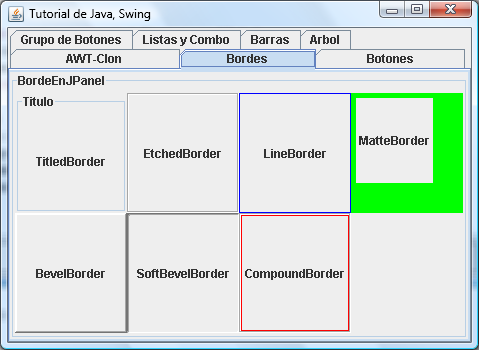 Tutorial de Java, Swing
Grupo de Botones Listas y Combo Barras Arbol
AWT-Clon Bordes Botones
BordeEnJPanel
Titulo
TitledBorder EtchedBorder LineBorder MatteBorder
BevelBorder SoftBevelBorder CompoundBorder